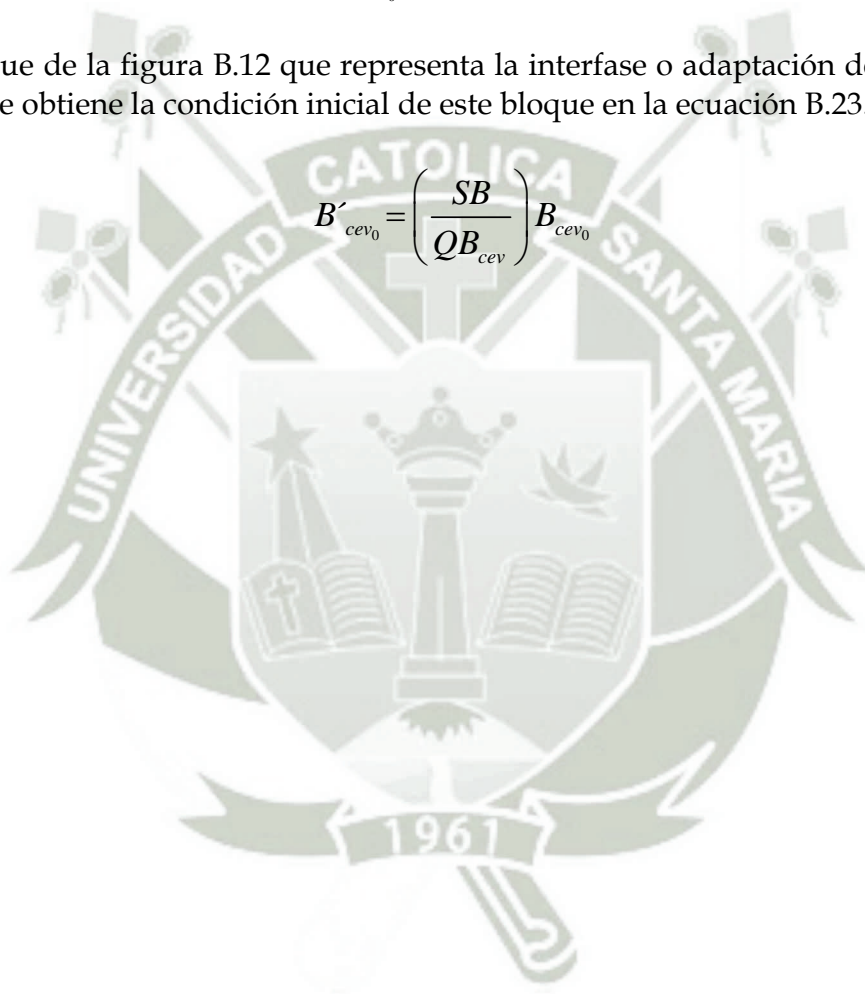 ue de la figura B.12 que representa la interfase o adaptación de
e obtiene la condición inicial de este bloque en la ecuación B.23.
B´cev₀ = ( SB / QBcev ) Bcev₀
UNIVERSIDAD CATOLICA SANTA MARIA
1961